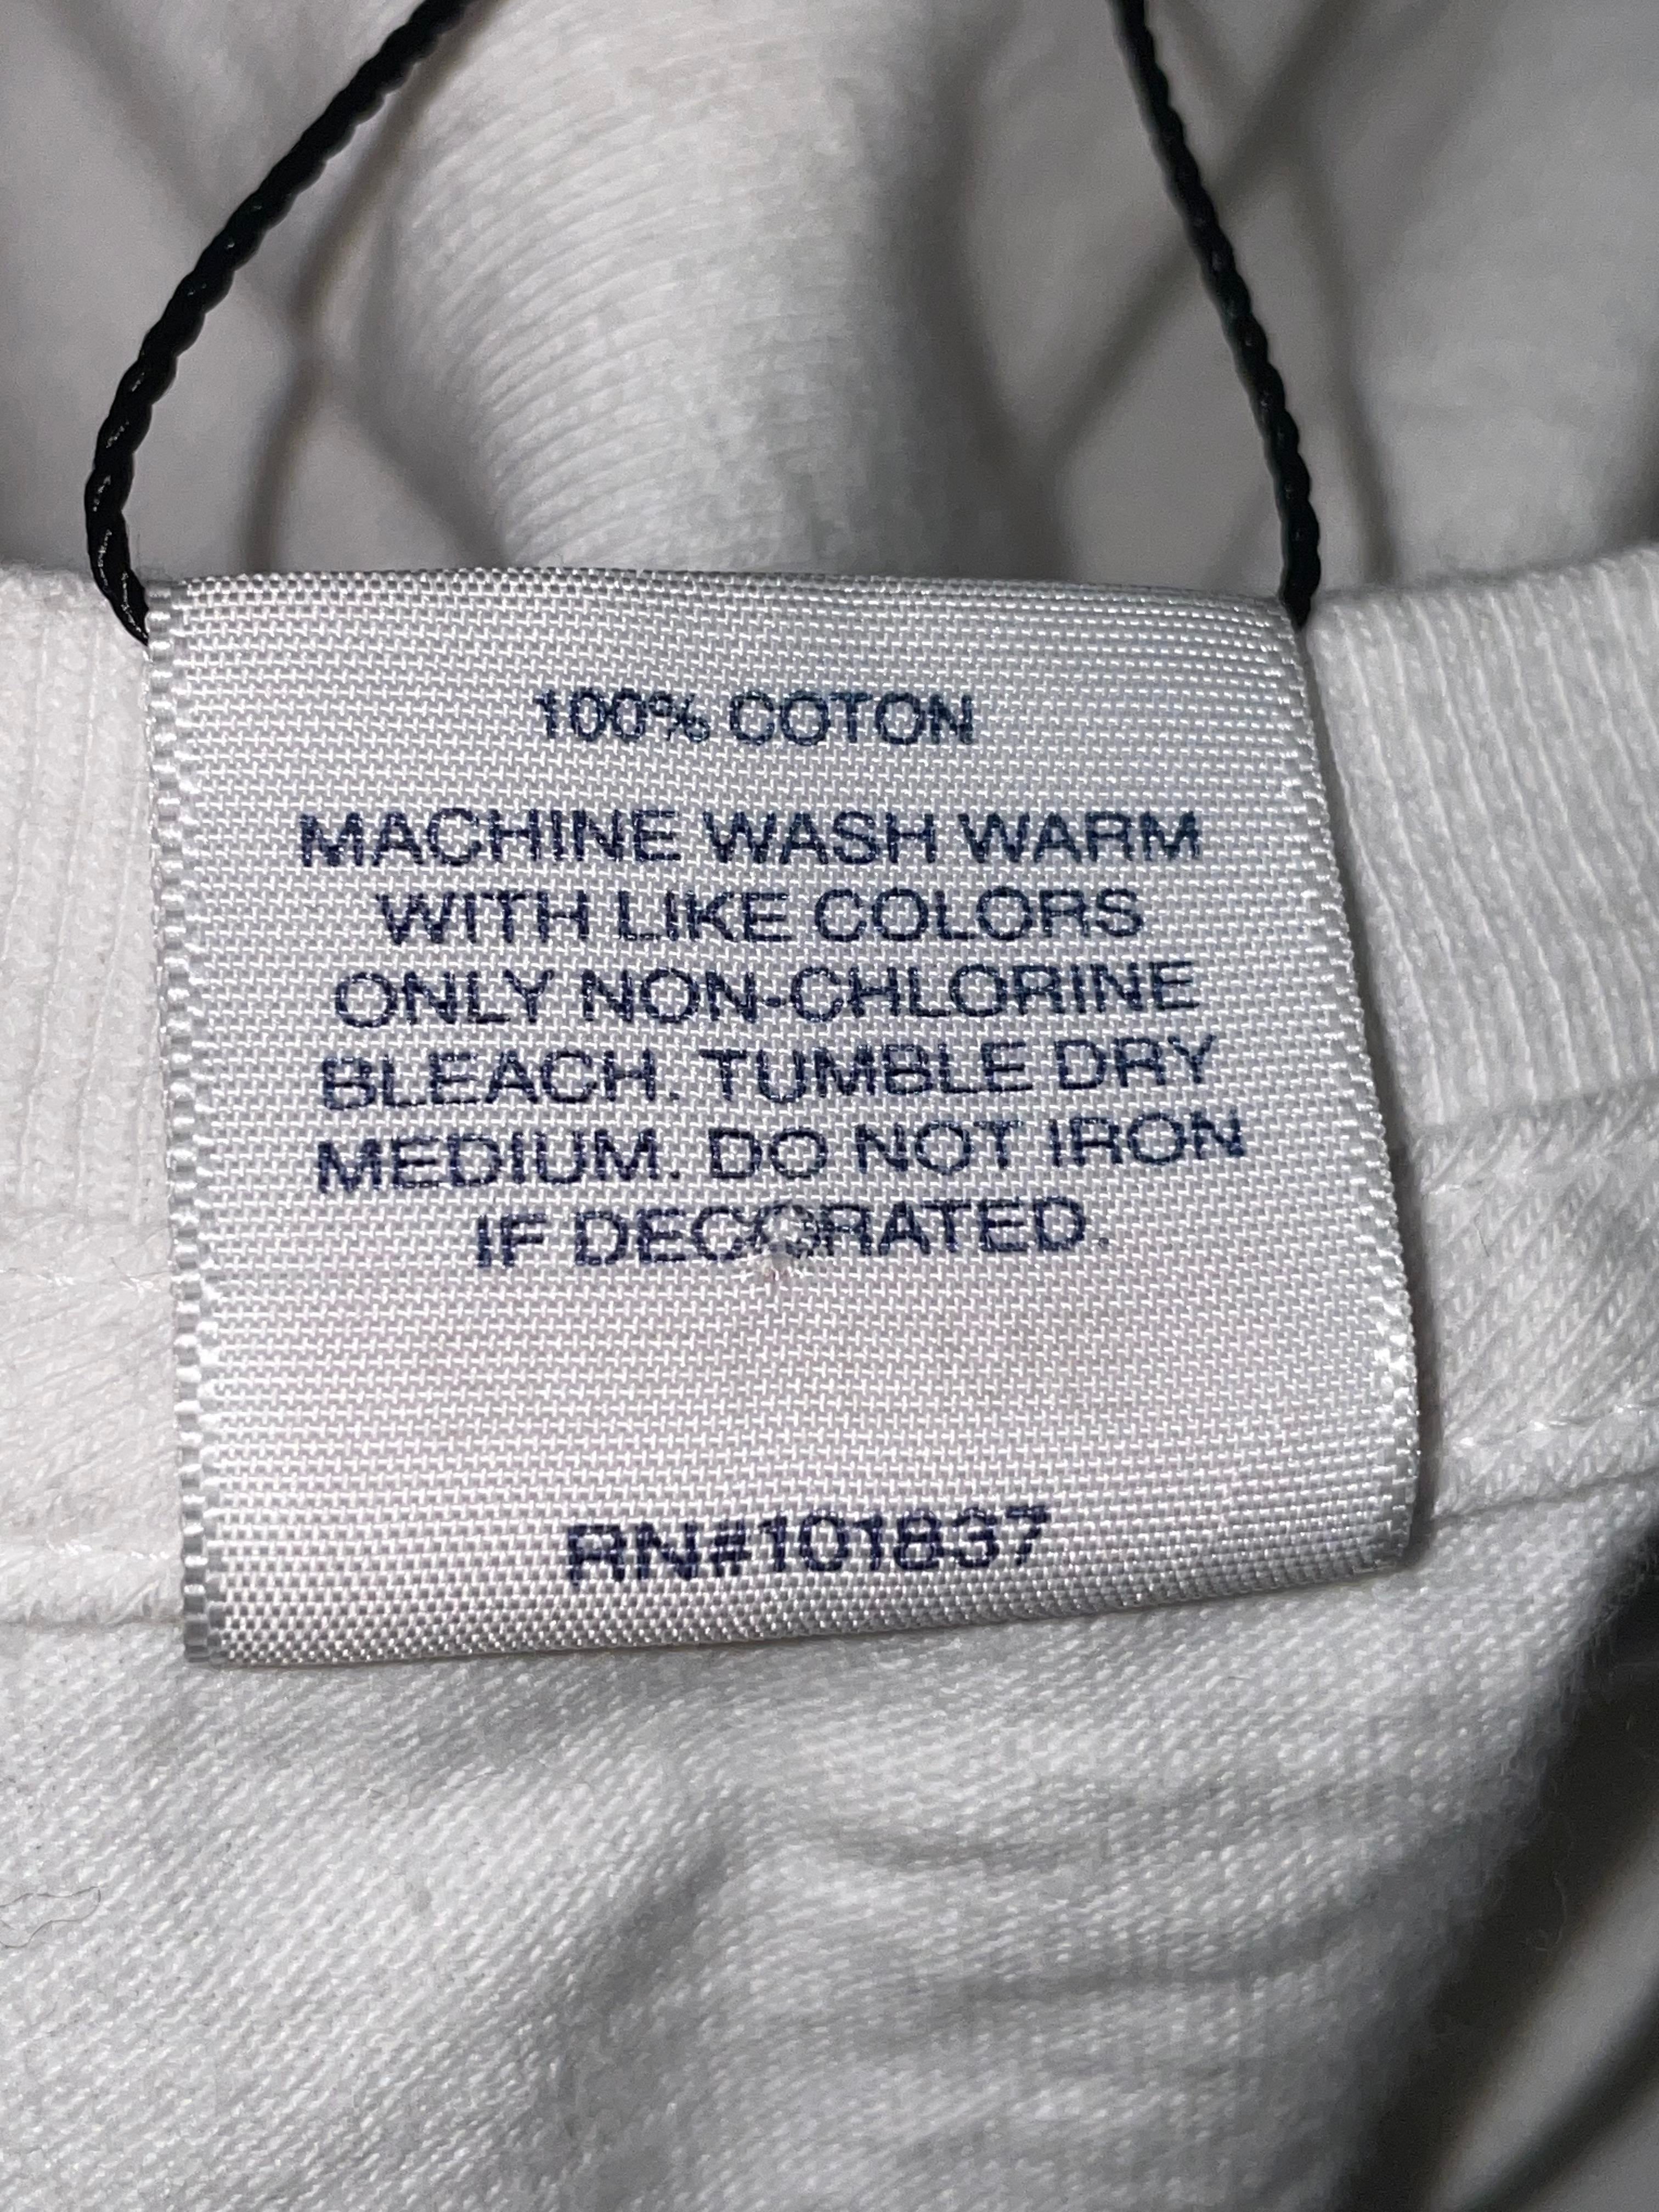 100% COTON
MACHINE WASH WARM
WITH LIKE COLORS
ONLY NON-CHLORINE
BLEACH. TUMBLE DRY
MEDIUM. DO NOT IRON
IF DECORATED.
RN#101837